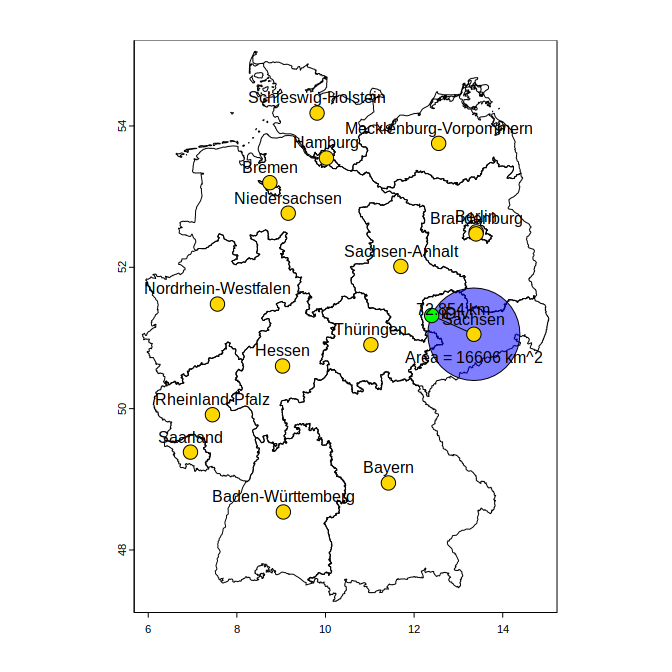 Schleswig-Holstein
Mecklenburg-Vorpommern
54
Hamburg
Bremen
Niedersachsen
Berlin
Brandenburg
Sachsen-Anhalt
52
Nordrhein-Westfalen
72.854 km
Sachsen
Thüringen
Hessen
Area = 16606 km^2
Rheinland-Pfalz
50
Saarland
Bayern
Baden-Württemberg
48
6 8 10 12 14